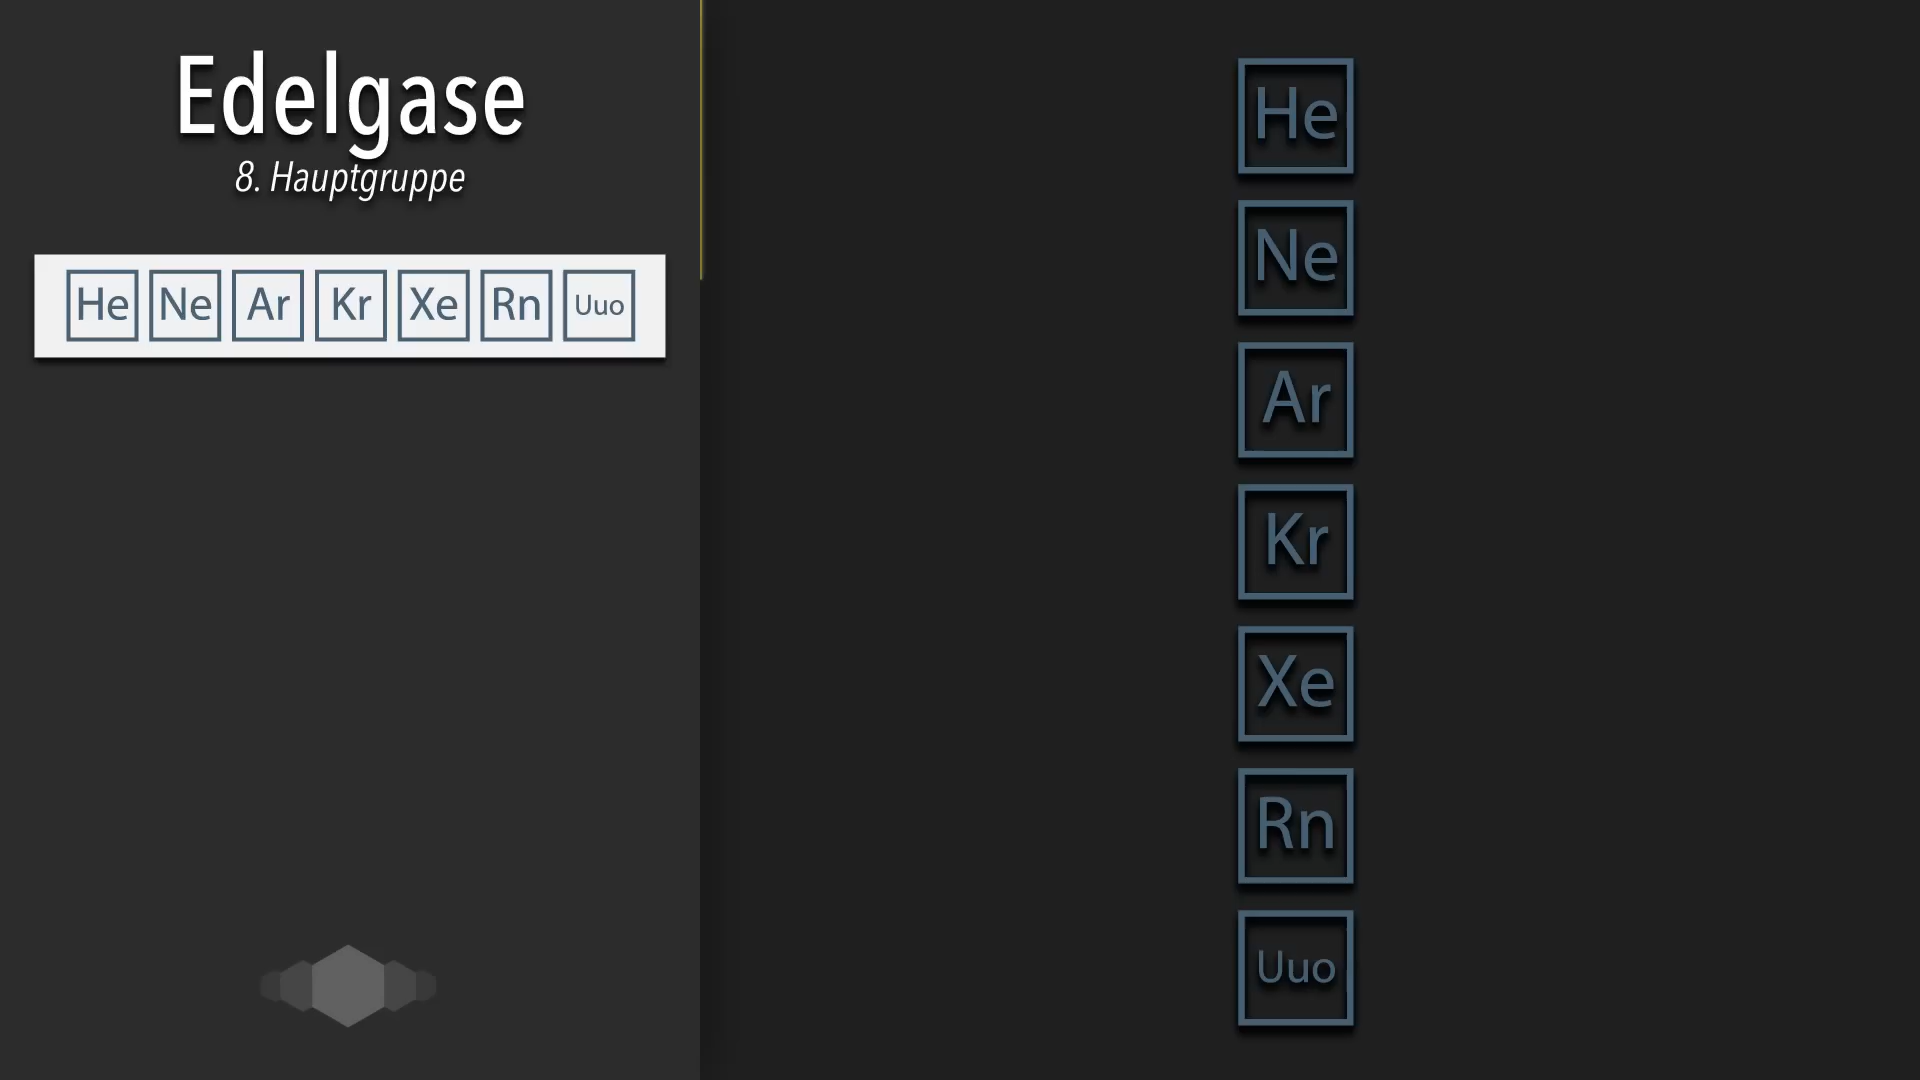 Edelgase
8. Hauptgruppe
He Ne Ar Kr Xe Rn Uuo
He
Ne
Ar
Kr
Xe
Rn
Uuo